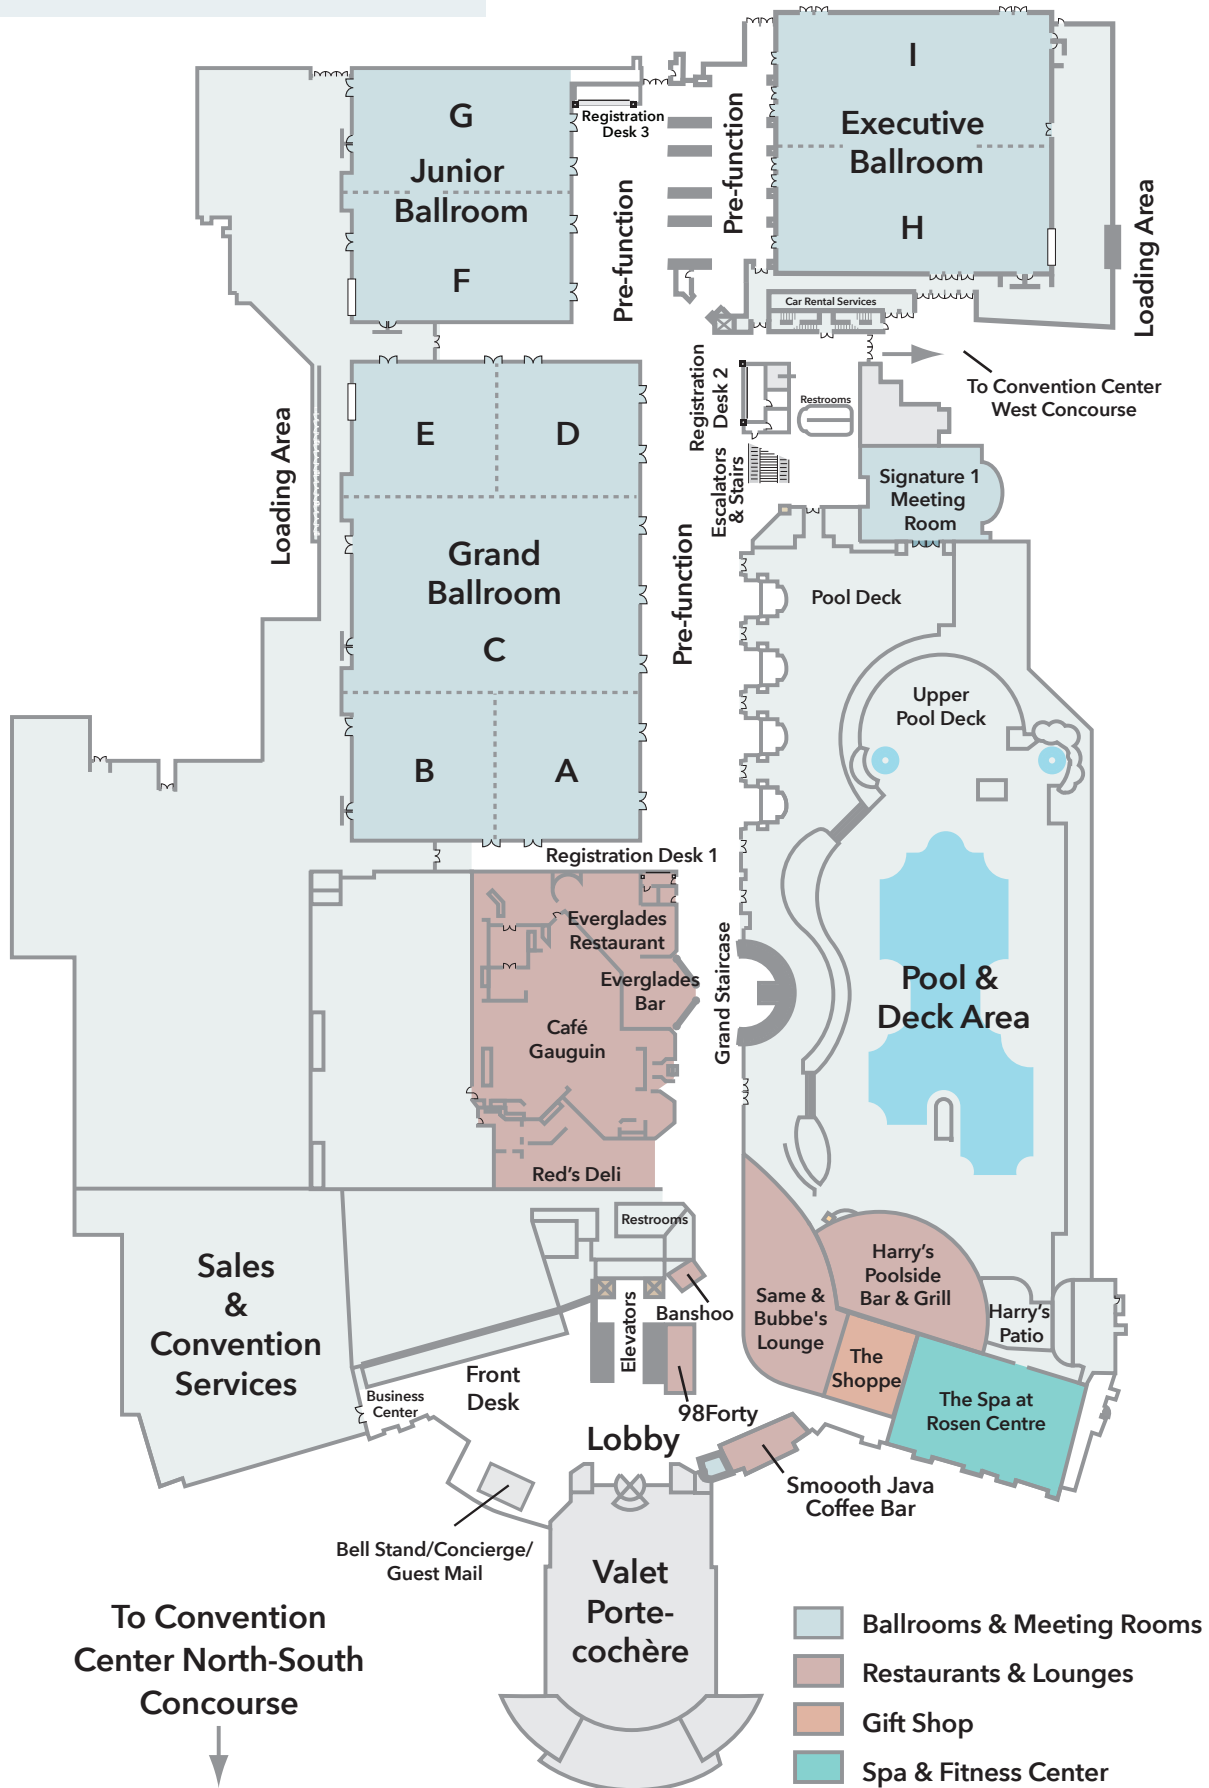 I
Executive
Ballroom
H
G
Junior
Ballroom
F
Registration
Desk 3
Pre-function
Pre-function
Loading Area
Car Rental Services
To Convention Center
West Concourse
Registration
Desk 2
Restrooms
Escalators
& Stairs
Signature 1
Meeting
Room
Loading Area
E
D
Grand
Ballroom
C
B
A
Pre-function
Pool Deck
Upper
Pool Deck
Registration Desk 1
Everglades
Restaurant
Everglades
Bar
Café
Gauguin
Red's Deli
Grand Staircase
Pool &
Deck Area
Restrooms
Banshoo
Elevators
98Forty
Same &
Bubbe's
Lounge
Harry's
Poolside
Bar & Grill
Harry's
Patio
The
Shoppe
The Spa at
Rosen Centre
Sales
&
Convention
Services
Business
Center
Front
Desk
Lobby
Smoooth Java
Coffee Bar
Bell Stand/Concierge/
Guest Mail
Valet
Porte-
cochère
To Convention
Center North-South
Concourse
Ballrooms & Meeting Rooms
Restaurants & Lounges
Gift Shop
Spa & Fitness Center